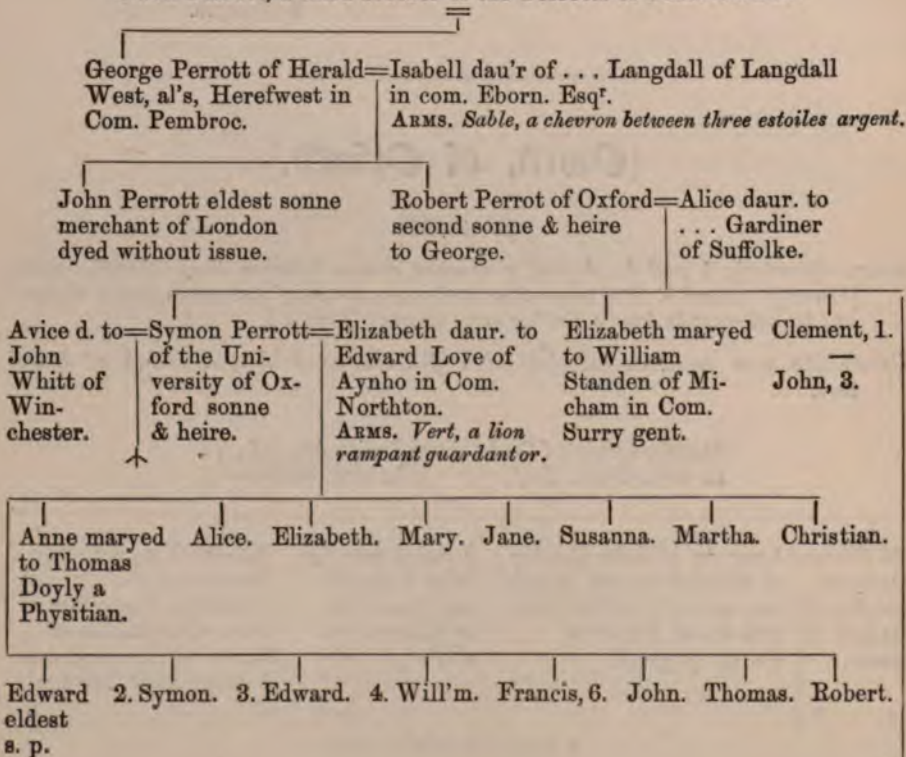 George Perrott of Herald=Isabell dau'r of . . . Langdall of Langdall
West, al's, Herefwest in
Com. Pembroc.
in com. Eborn. Esqr.
ARMS. Sable, a chevron between three estoiles argent.
John Perrott eldest sonne
merchant of London
dyed without issue.
Robert Perrot of Oxford=Alice daur. to
second sonne & heire
to George.
. . . Gardiner
of Suffolke.
Avice d. to=Symon Perrott=Elizabeth daur. to
John
Whitt of
Win-
chester.
of the Uni-
versity of Ox-
ford sonne
& heire.
Edward Love of
Aynho in Com.
Northton.
ARMS. Vert, a lion
rampant guardant or.
Elizabeth maryed
to William
Standen of Mi-
cham in Com.
Surry gent.
Clement, 1.
—
John, 3.
Anne maryed
to Thomas
Doyly a
Physitian.
Alice. Elizabeth. Mary. Jane. Susanna. Martha. Christian.
Edward
eldest
s. p.
2. Symon. 3. Edward. 4. Will'm. Francis, 6. John. Thomas. Robert.